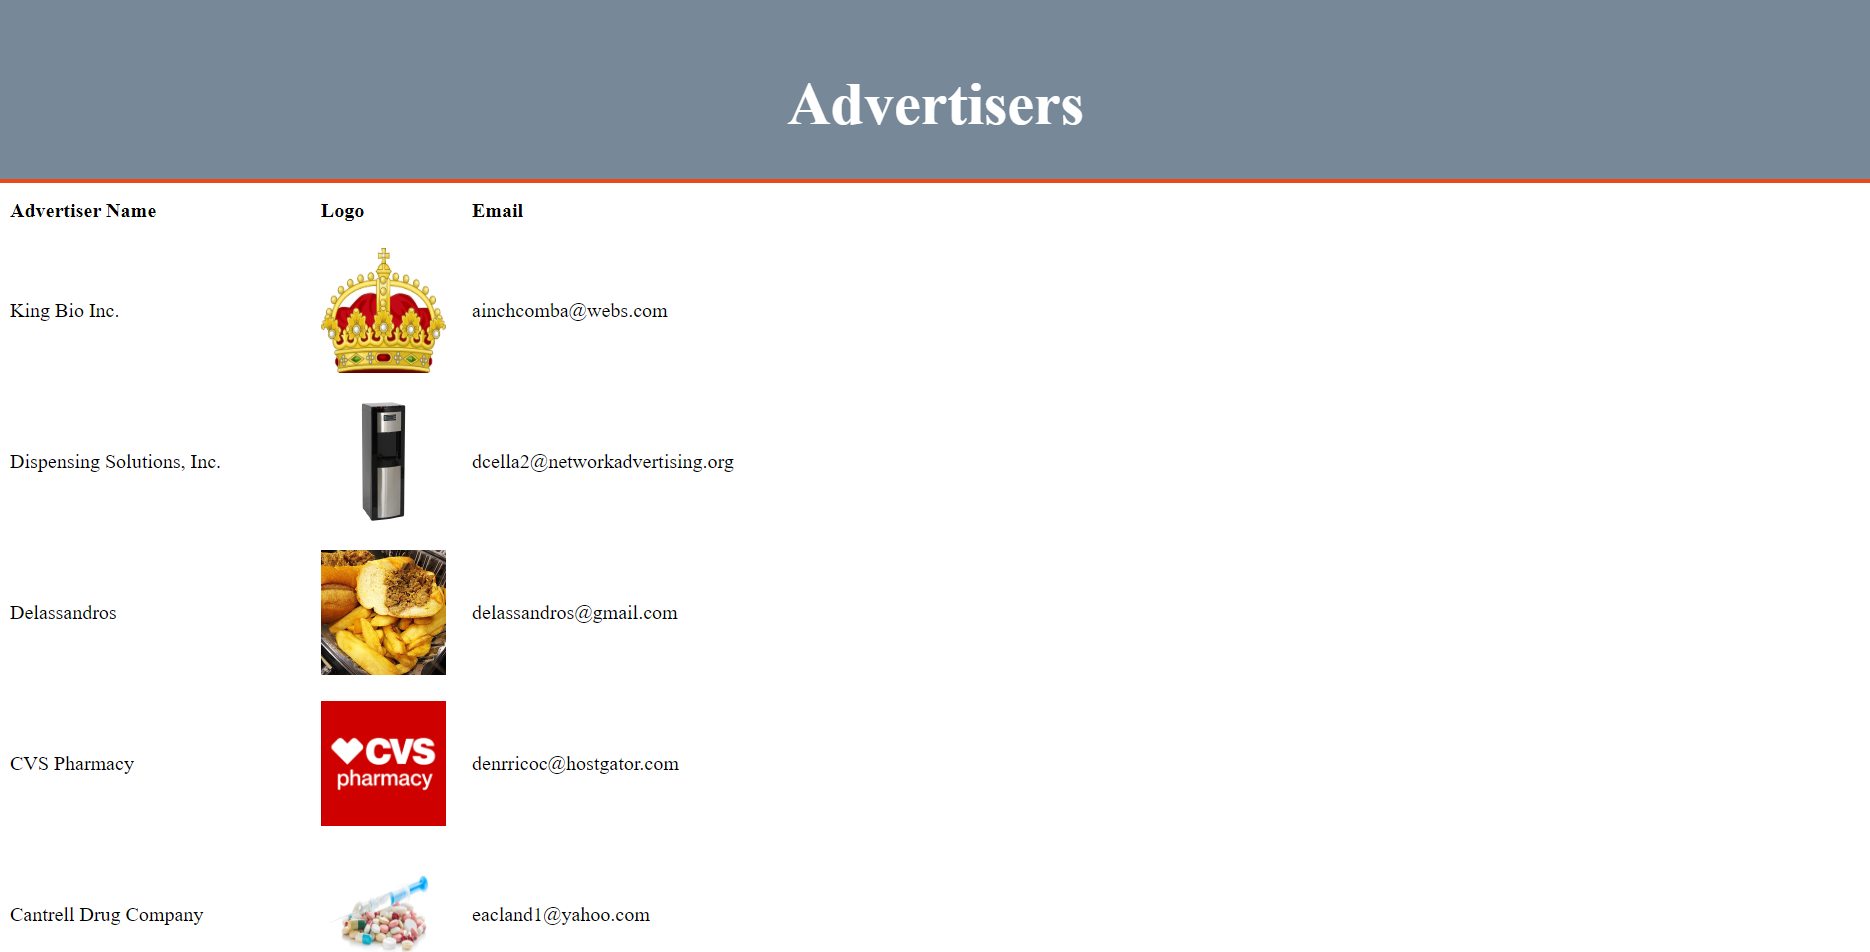 Advertisers
Advertiser Name Logo Email
King Bio Inc. ainchcomba@webs.com
Dispensing Solutions, Inc. dcella2@networkadvertising.org
Delassandros delassandros@gmail.com
CVS
pharmacy
CVS Pharmacy denrricoc@hostgator.com
Cantrell Drug Company eacland1@yahoo.com